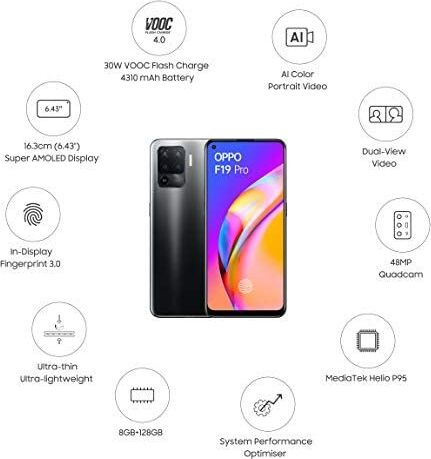 VOOC
FLASH CHARGE
4.0
30W VOOC Flash Charge
4310 mAh Battery
AI
AI Color
Portrait Video
6.43"
16.3cm (6.43")
Super AMOLED Display
Dual-View
Video
OPPO
F19 Pro
In-Display
Fingerprint 3.0
48MP
Quadcam
Ultra-thin
Ultra-lightweight
MediaTek Helio P95
8GB+128GB
System Performance
Optimiser